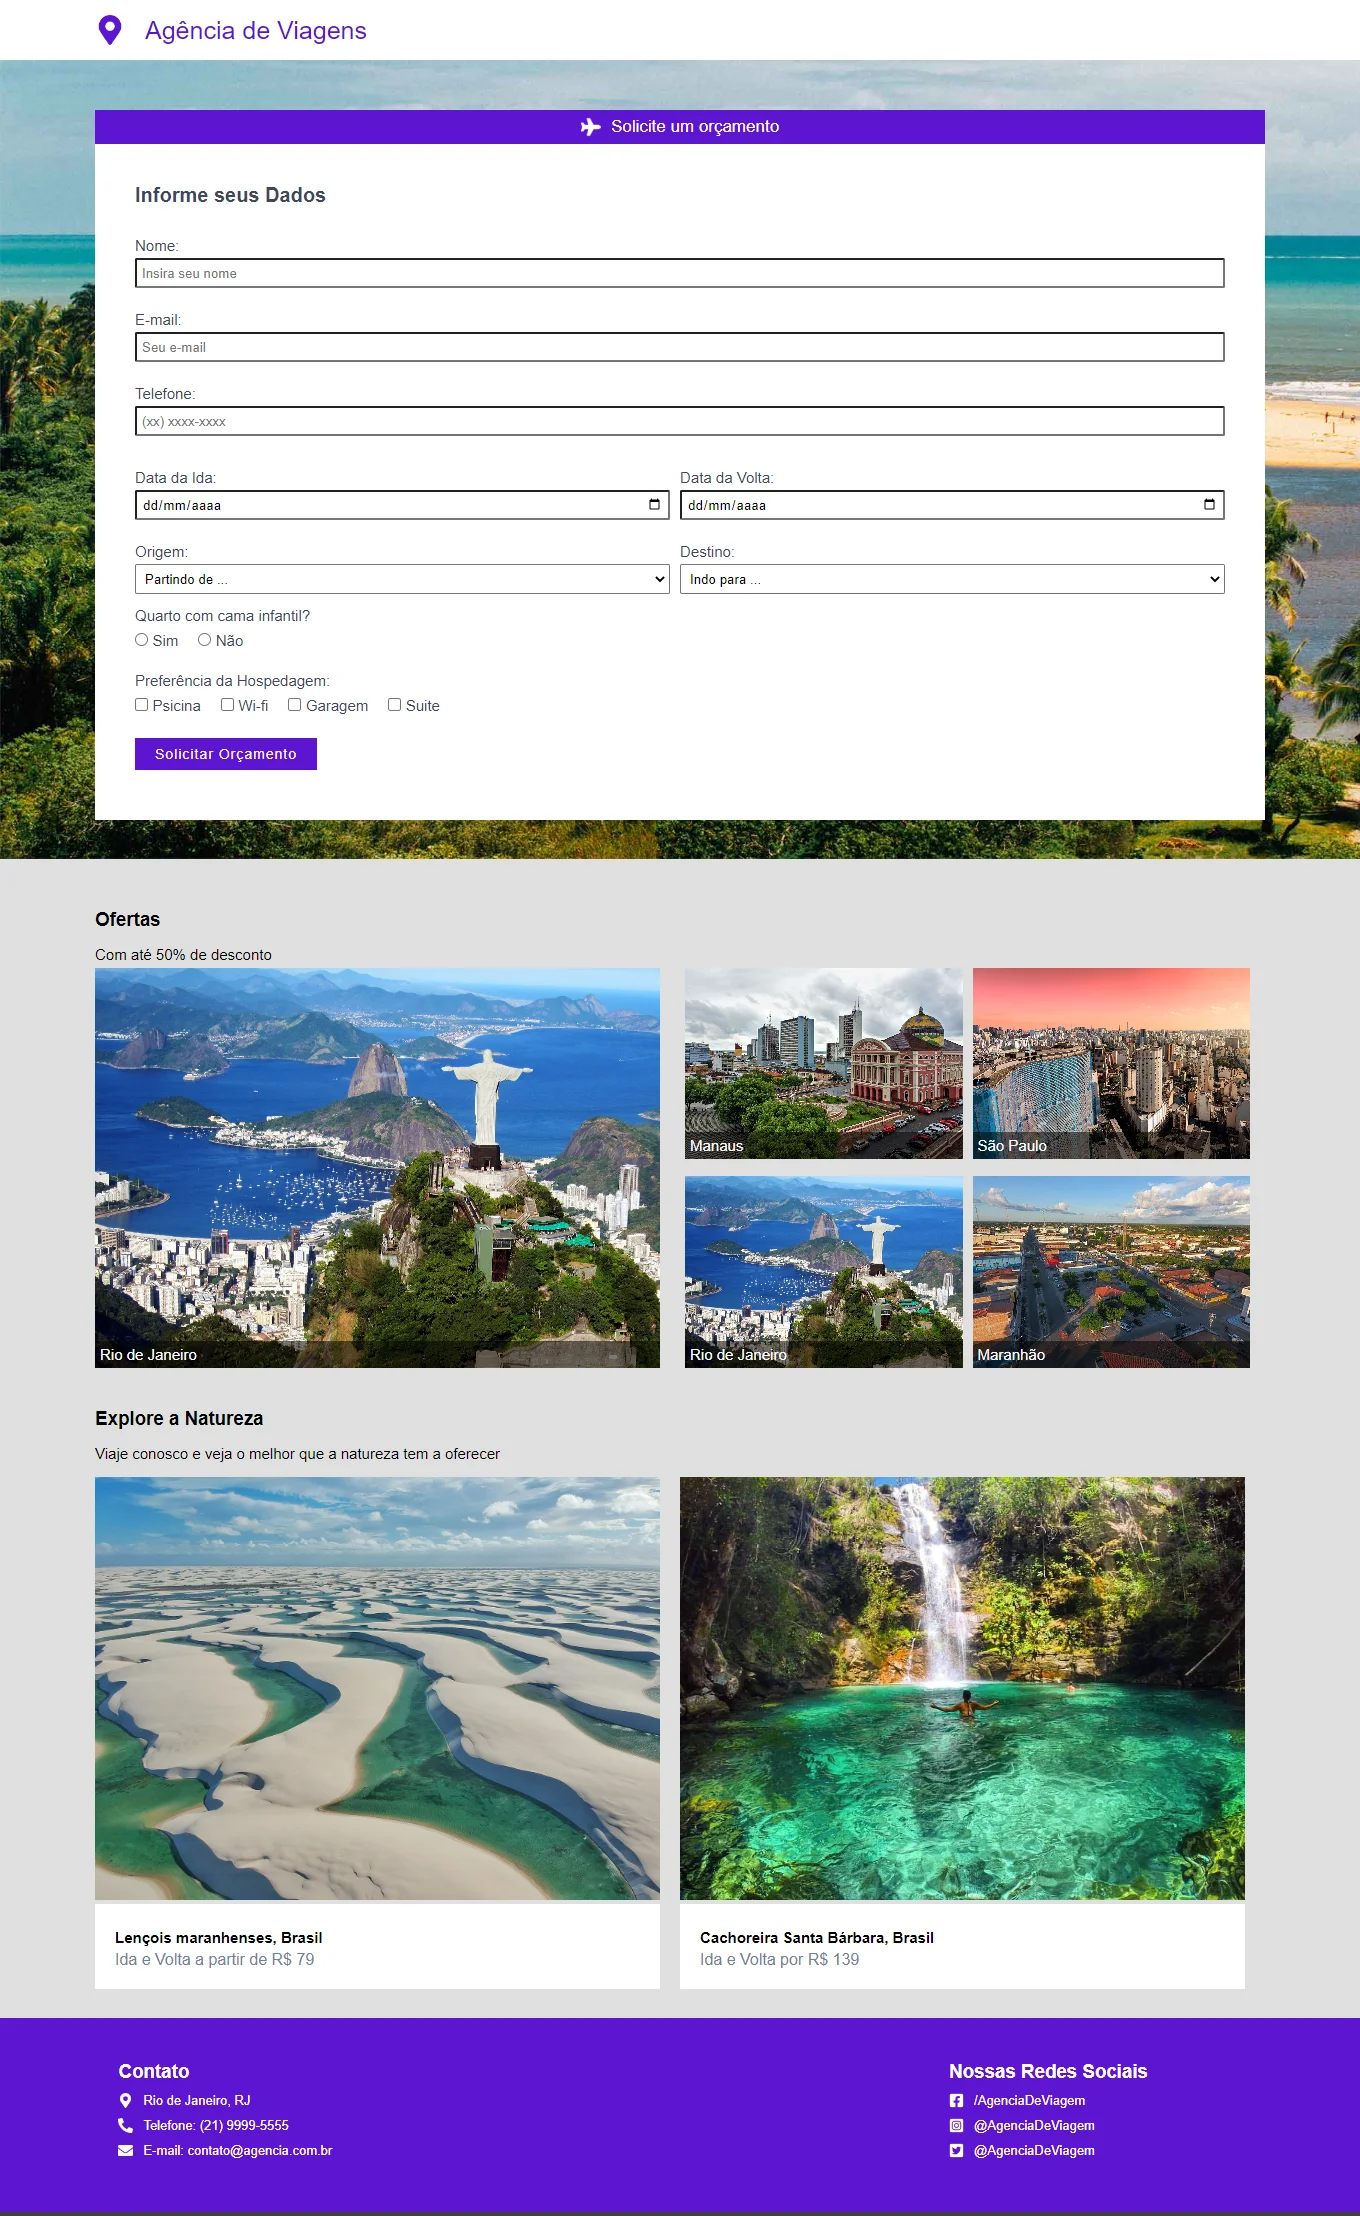 Agência de Viagens
Solicite um orçamento
Informe seus Dados
Nome:
Insira seu nome
E-mail:
Seu e-mail
Telefone:
(xx) xxxx-xxxx
Data da Ida:
dd/mm/aaaa
Data da Volta:
dd/mm/aaaa
Origem:
Partindo de ...
Destino:
Indo para ...
Quarto com cama infantil?
Sim Não
Preferência da Hospedagem:
Psicina Wi-fi Garagem Suite
Solicitar Orçamento
Ofertas
Com até 50% de desconto
Rio de Janeiro
Manaus
São Paulo
Rio de Janeiro
Maranhão
Explore a Natureza
Viaje conosco e veja o melhor que a natureza tem a oferecer
Lençois maranhenses, Brasil
Ida e Volta a partir de R$ 79
Cachoreira Santa Bárbara, Brasil
Ida e Volta por R$ 139
Contato
Rio de Janeiro, RJ
Telefone: (21) 9999-5555
E-mail: contato@agencia.com.br
Nossas Redes Sociais
/AgenciaDeViagem
@AgenciaDeViagem
@AgenciaDeViagem